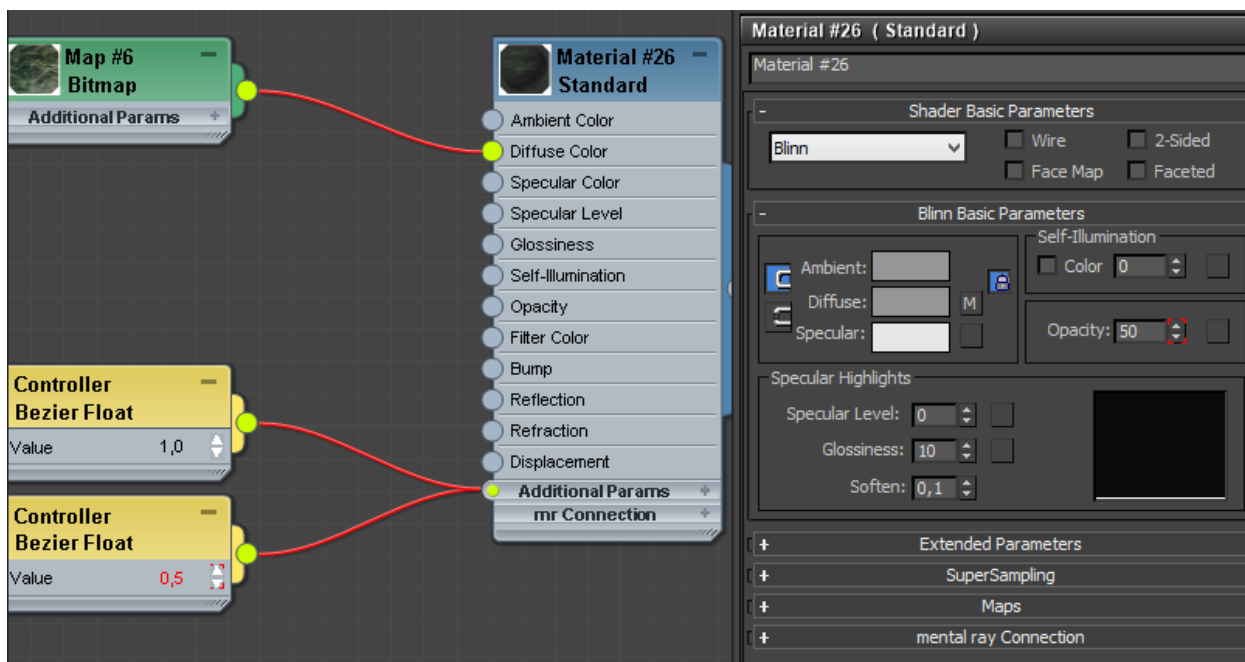 Map #6
Bitmap
Additional Params +
Controller
Bezier Float
Value 1,0
Controller
Bezier Float
Value 0,5
Material #26
Standard
Ambient Color
Diffuse Color
Specular Color
Specular Level
Glossiness
Self-Illumination
Opacity
Filter Color
Bump
Reflection
Refraction
Displacement
Additional Params +
mr Connection +
Material #26 ( Standard )
Material #26
- Shader Basic Parameters
Blinn
Wire
2-Sided
Face Map
Faceted
- Blinn Basic Parameters
Ambient:
Diffuse: M
Specular:
Self-Illumination
Color 0
Opacity: 50
Specular Highlights
Specular Level: 0
Glossiness: 10
Soften: 0,1
+ Extended Parameters
+ SuperSampling
+ Maps
+ mental ray Connection